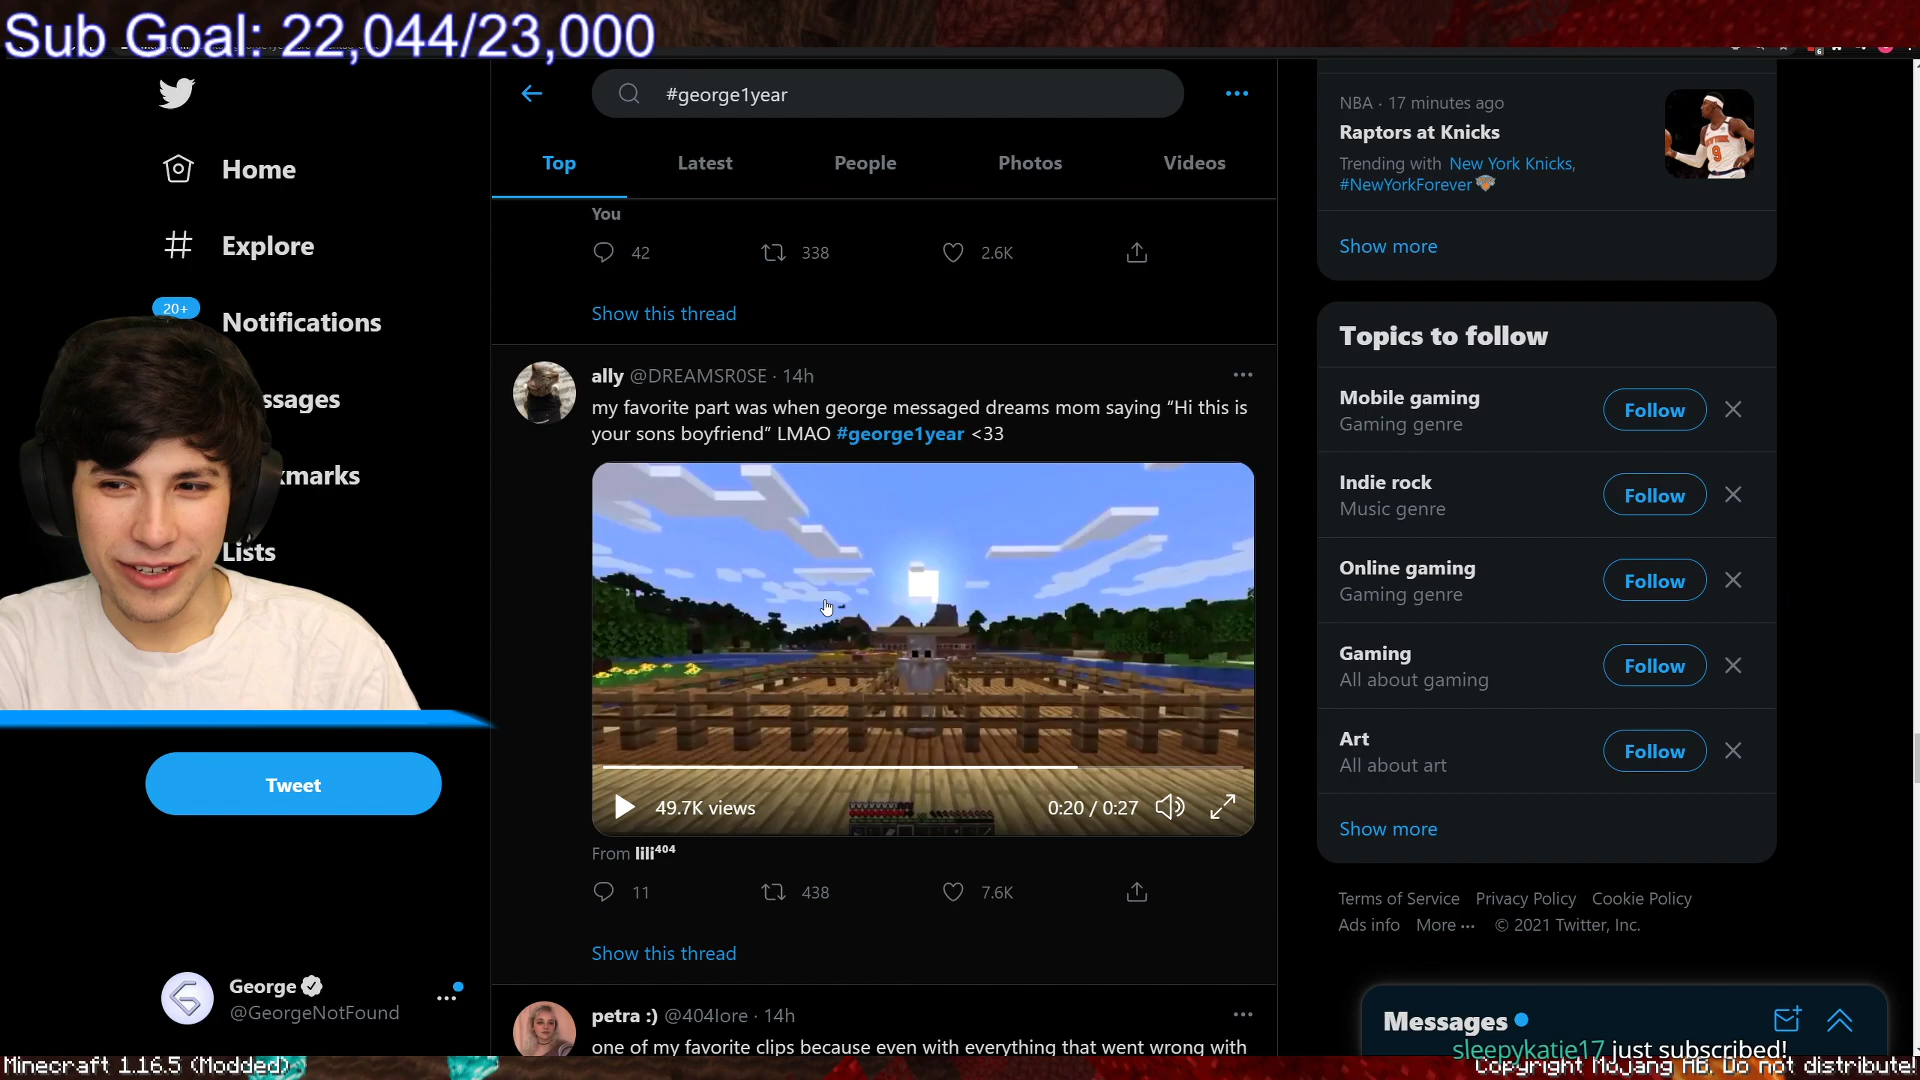 Sub Goal: 22,044/23,000
Home
Explore
20+
Notifications
ssages
kmarks
Lists
Tweet
George
@GeorgeNotFound
#george1year
Top
Latest
People
Photos
Videos
You
42
338
2.6K
Show this thread
ally @DREAMSR0SE · 14h
my favorite part was when george messaged dreams mom saying “Hi this is
your sons boyfriend” LMAO #george1year <33
49.7K views
0:20 / 0:27
From lili⁴⁰⁴
11
438
7.6K
Show this thread
petra :) @404lore · 14h
one of my favorite clips because even with everything that went wrong with
NBA · 17 minutes ago
Raptors at Knicks
Trending with New York Knicks,
#NewYorkForever
Show more
Topics to follow
Mobile gaming
Gaming genre
Follow
Indie rock
Music genre
Follow
Online gaming
Gaming genre
Follow
Gaming
All about gaming
Follow
Art
All about art
Follow
Show more
Terms of Service Privacy Policy Cookie Policy
Ads info More ··· © 2021 Twitter, Inc.
Messages
sleepykatie17 just subscribed!
Minecraft 1.16.5 (Modded)
Copyright Mojang AB. Do not distribute!